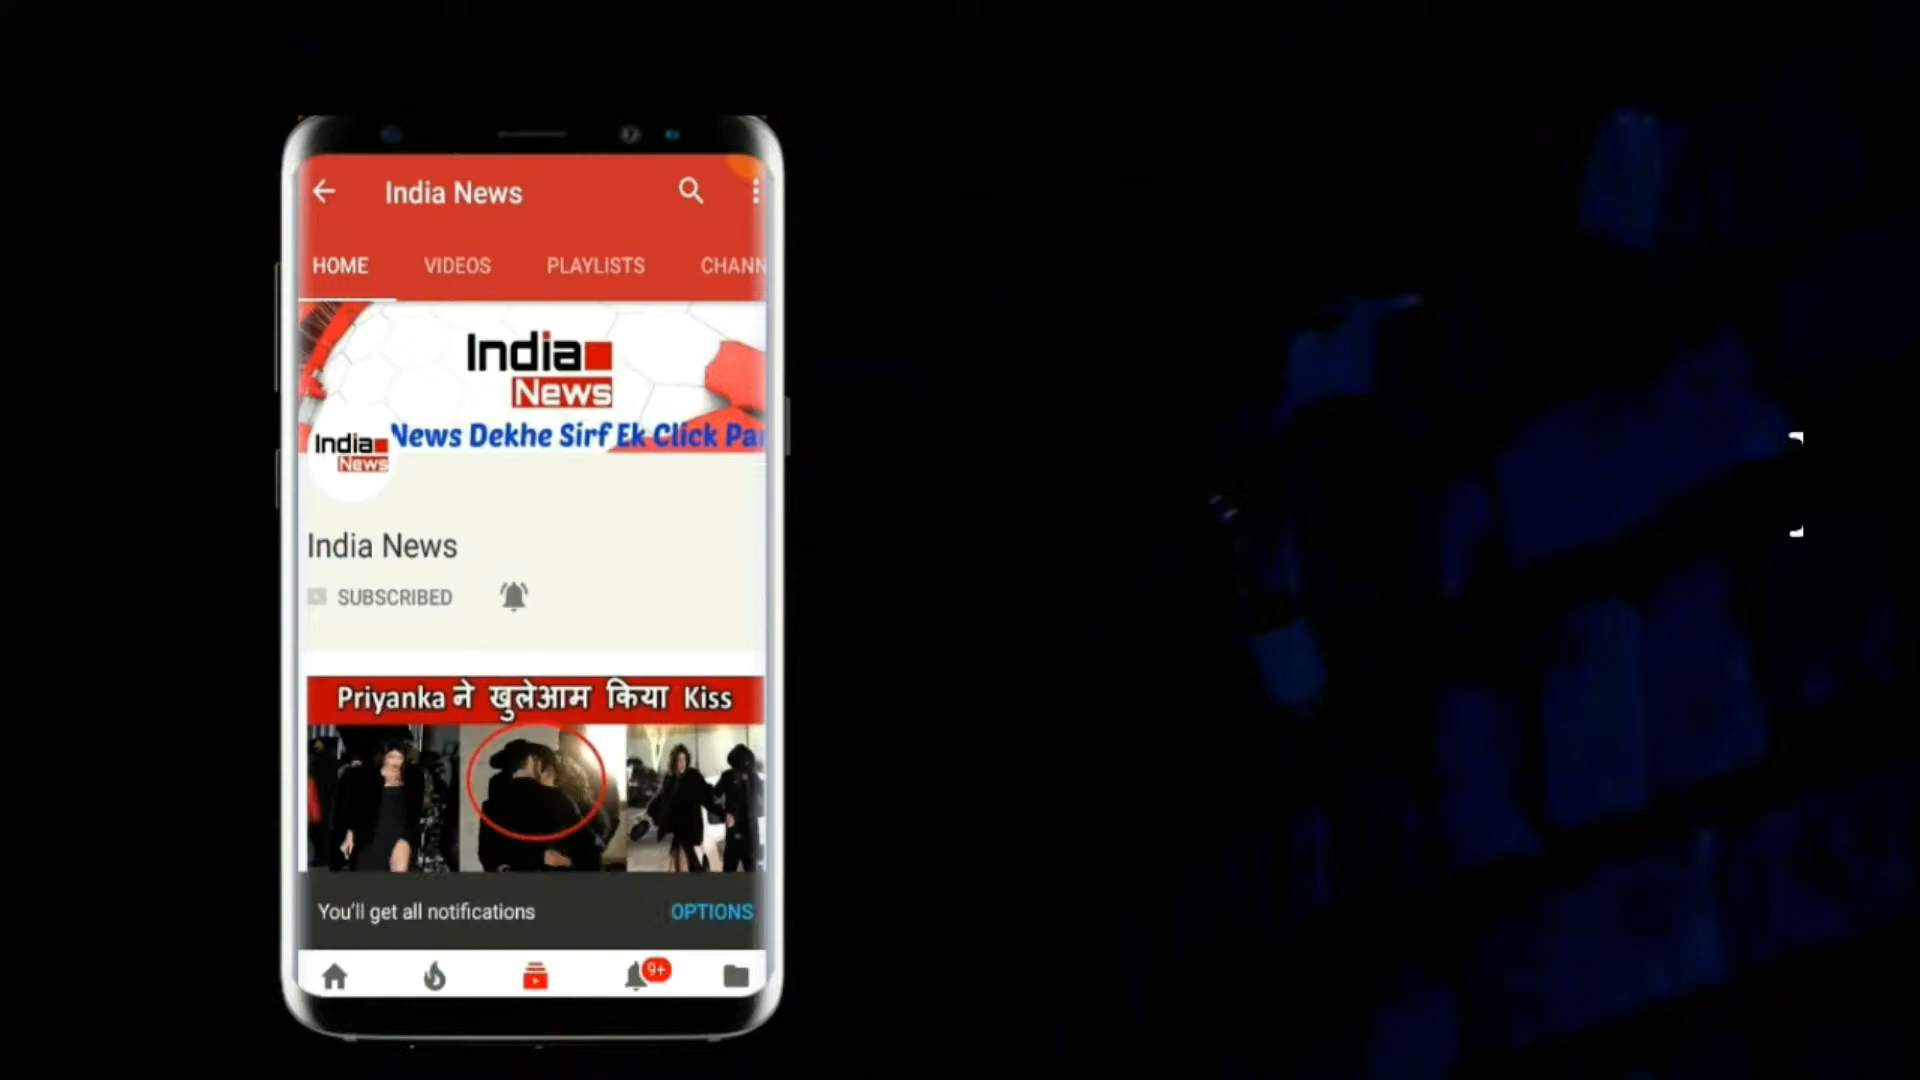 India News
HOME VIDEOS PLAYLISTS CHANN
India
News
News Dekhe Sirf Ek Click Par
India
News
India News
SUBSCRIBED
Priyanka ने खुलेआम किया Kiss
You'll get all notifications OPTIONS
9+